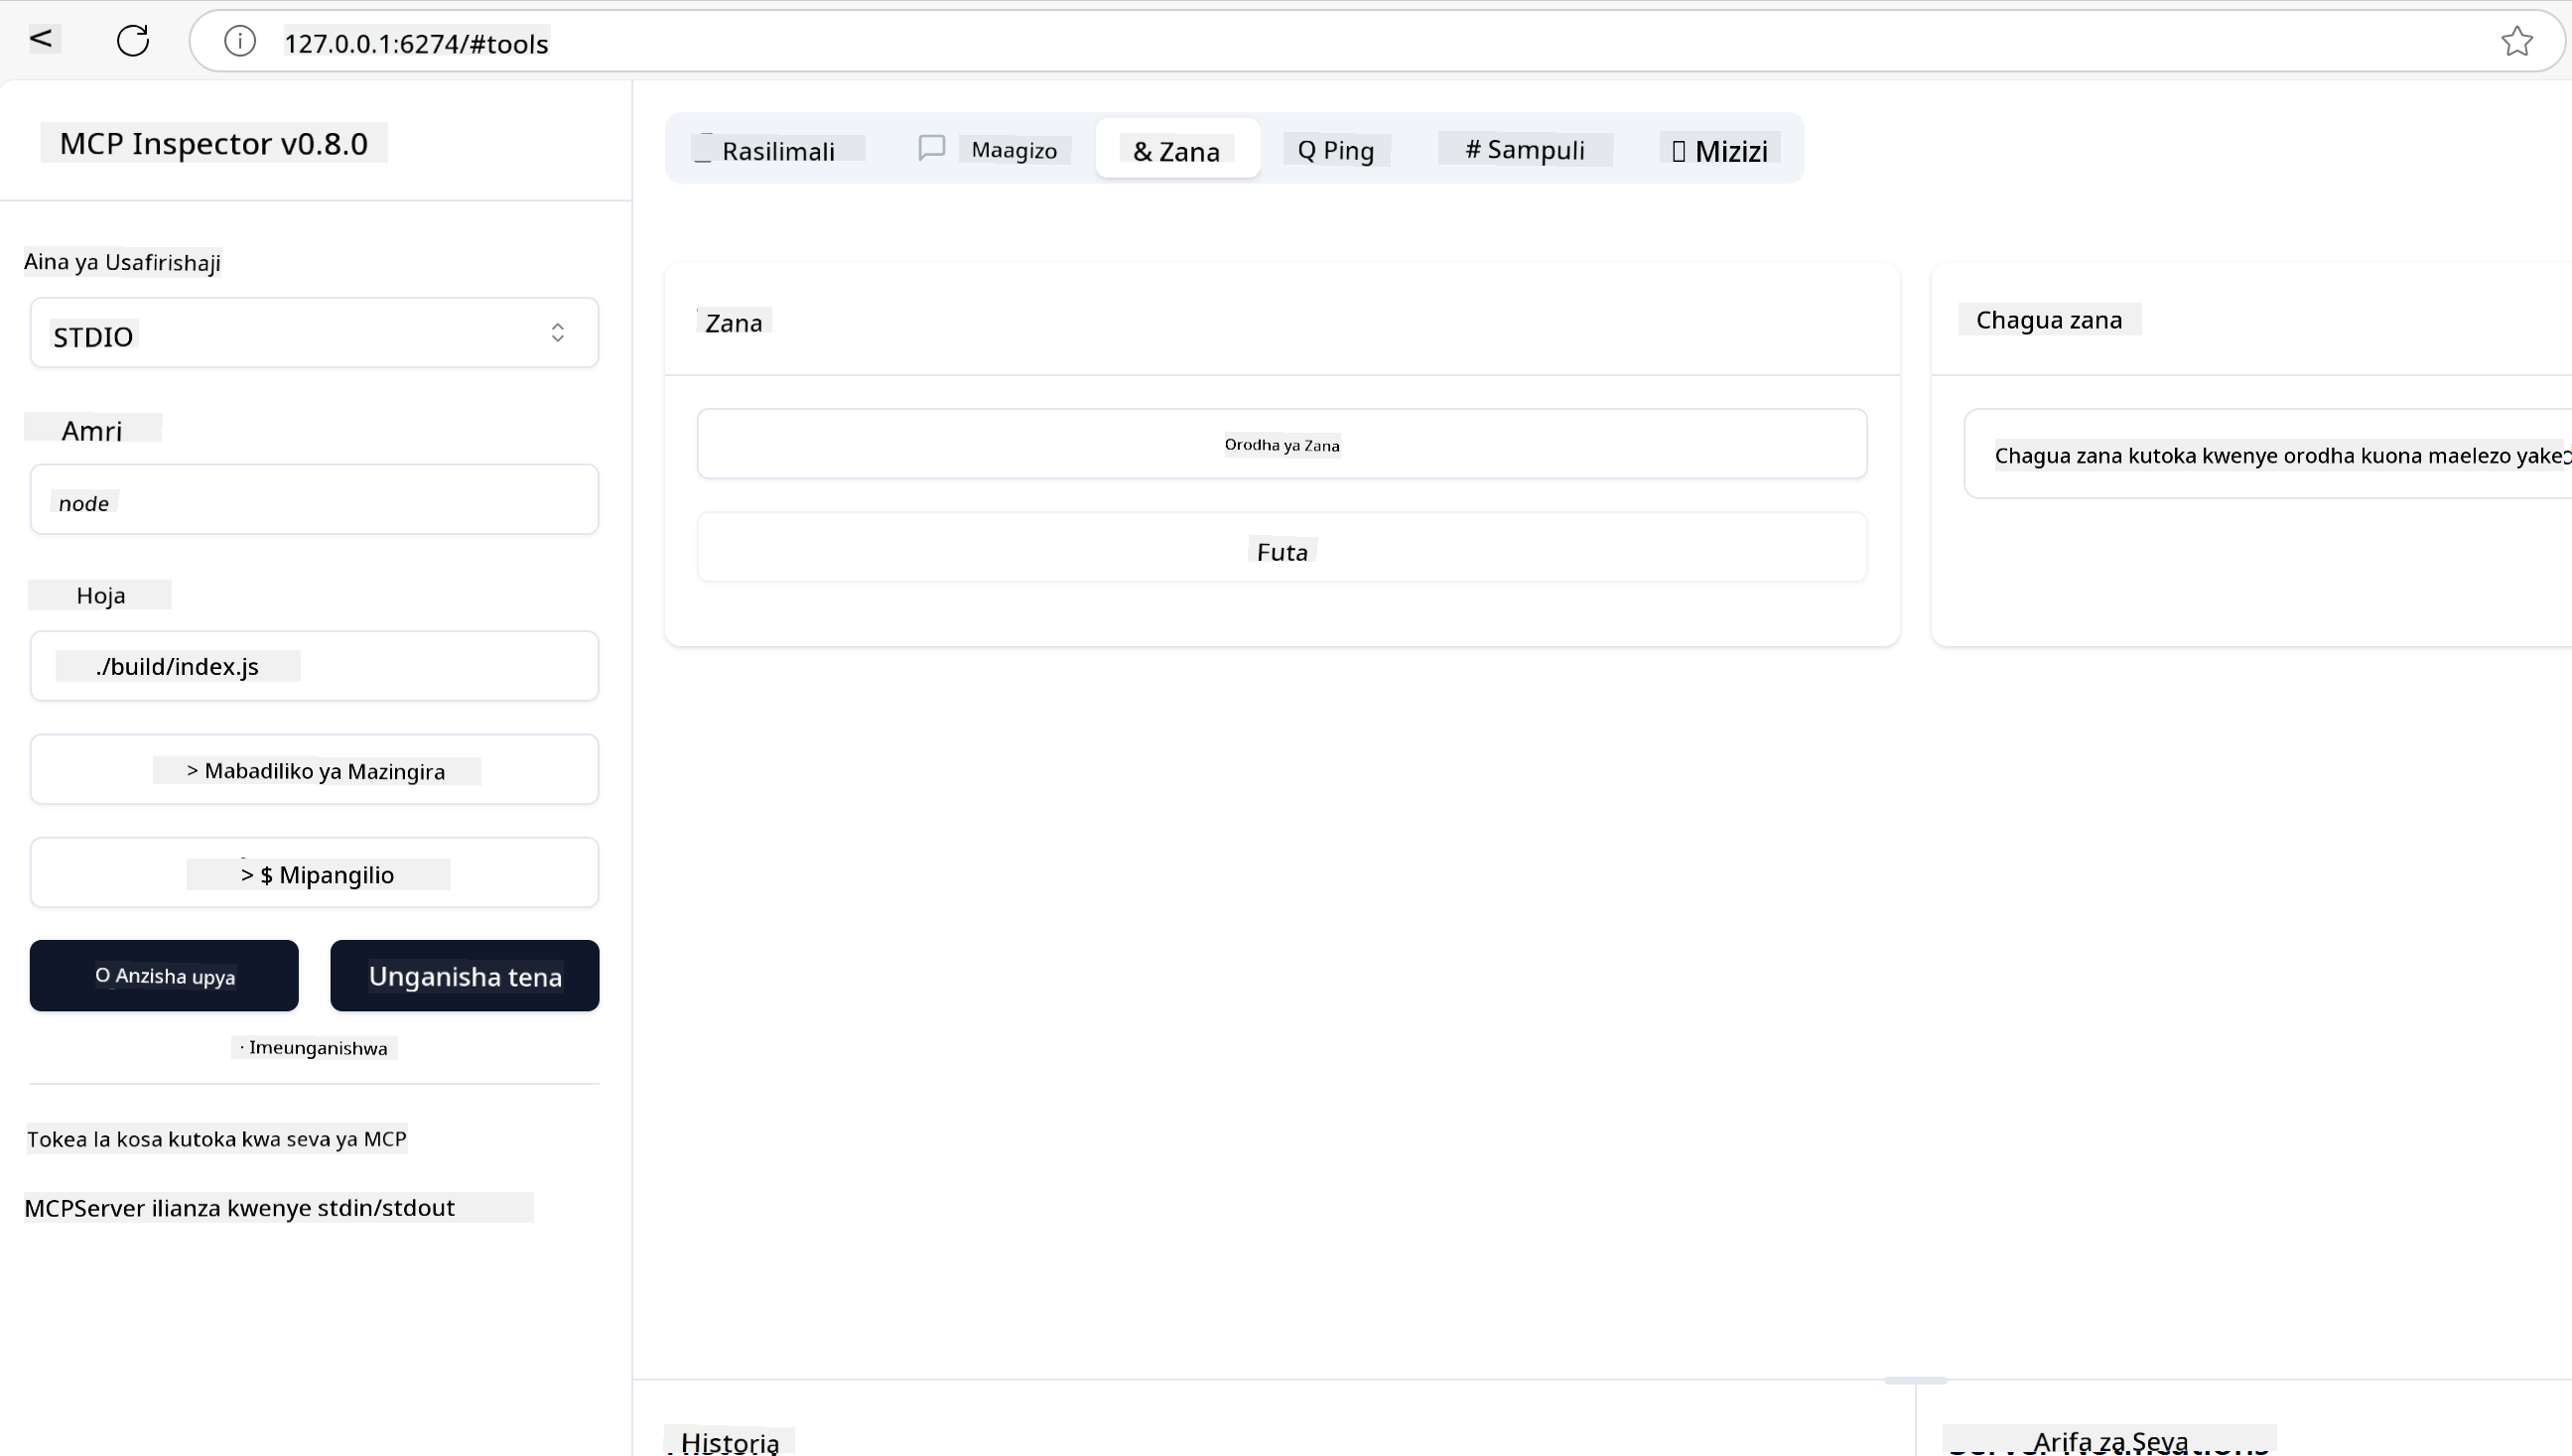 127.0.0.1:6274/#tools
MCP Inspector v0.8.0
Rasilimali
Maagizo
& Zana
Q Ping
# Sampuli
Mizizi
Aina ya Usafirishaji
STDIO
Amri
node
Hoja
./build/index.js
> Mabadiliko ya Mazingira
> $ Mipangilio
O Anzisha upya
Unganisha tena
· Imeunganishwa
Tokea la kosa kutoka kwa seva ya MCP
MCPServer ilianza kwenye stdin/stdout
Zana
Orodha ya Zana
Futa
Chagua zana
Chagua zana kutoka kwenye orodha kuona maelezo yake
Historia
Arifa za Seva